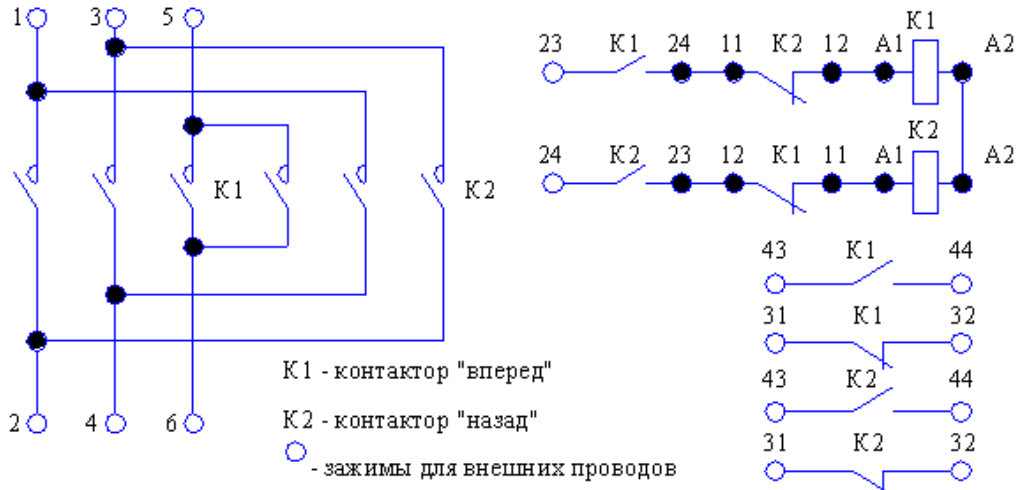 1 3 5
K1
23 K1 24 11 K2 12 A1 A2
K2
24 K2 23 12 K1 11 A1 A2
K1 K2
43 K1 44
31 K1 32
43 K2 44
31 K2 32
K1 - контактор "вперед"
K2 - контактор "назад"
- зажимы для внешних проводов
2 4 6